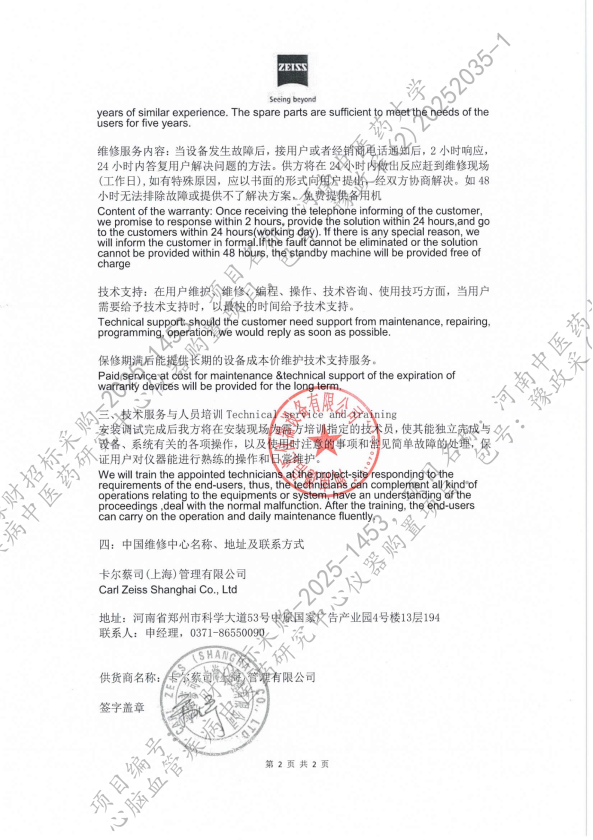 ZEISS
Seeing beyond
years of similar experience. The spare parts are sufficient to meet the needs of the
users for five years.
维修服务内容：当设备发生故障后，接用户或者经销商电话通知后，2 小时响应，
24 小时内答复用户解决问题的方法。供方将在 24 小时内做出反应赶到维修现场
(工作日)，如有特殊原因，应以书面的形式向用户提供，经双方协商解决。如 48
小时无法排除故障或提供不了解决方案，免费提供备用机
Content of the warranty: Once receiving the telephone informing of the customer,
we promise to response within 2 hours, provide the solution within 24 hours,and go
to the customers within 24 hours(working day). If there is any special reason, we
will inform the customer in formal.If the fault cannot be eliminated or the solution
cannot be provided within 48 hours, the standby machine will be provided free of
charge
技术支持：在用户维护、维修、编程、操作、技术咨询、使用技巧方面，当用户
需要给予技术支持时，以最快的时间给予技术支持。
Technical support: should the customer need support from maintenance, repairing,
programming, operation, we would reply as soon as possible.
保修期满后能提供长期的设备成本价维护技术支持服务。
Paid service at cost for maintenance &technical support of the expiration of
warranty devices will be provided for the long term.
三、技术服务与人员培训 Technical service and training
安装调试完成后我方将在安装现场为需方培训指定的技术员，使其能独立完成与
设备、系统有关的各项操作，以及使用时注意的事项和常见简单故障的处理，保
证用户对仪器能进行熟练的操作和日常维护。
We will train the appointed technicians at the project-site responding to the
requirements of the end-users, thus, the technicians can complement all kind of
operations relating to the equipments or system, have an understanding of the
proceedings ,deal with the normal malfunction. After the training, the end-users
can carry on the operation and daily maintenance fluently.
四：中国维修中心名称、地址及联系方式
卡尔蔡司(上海)管理有限公司
Carl Zeiss Shanghai Co., Ltd
地址：河南省郑州市科学大道53号中原国家广告产业园4号楼13层194
联系人：申经理，0371-86550090
供货商名称：卡尔蔡司(上海)管理有限公司
签字盖章
第 2 页 共 2 页